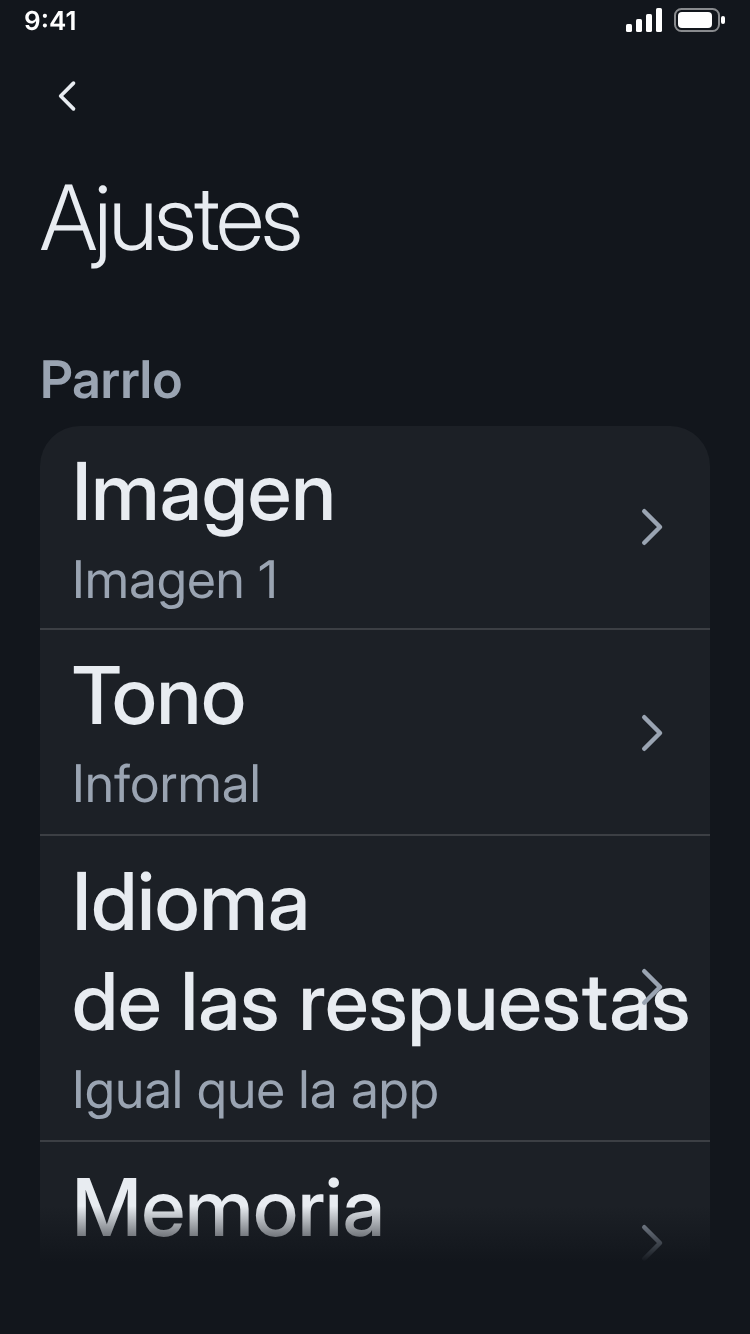 9:41
Ajustes
Parrlo
Imagen
Imagen 1
Tono
Informal
Idioma
de las respuestas
Igual que la app
Memoria